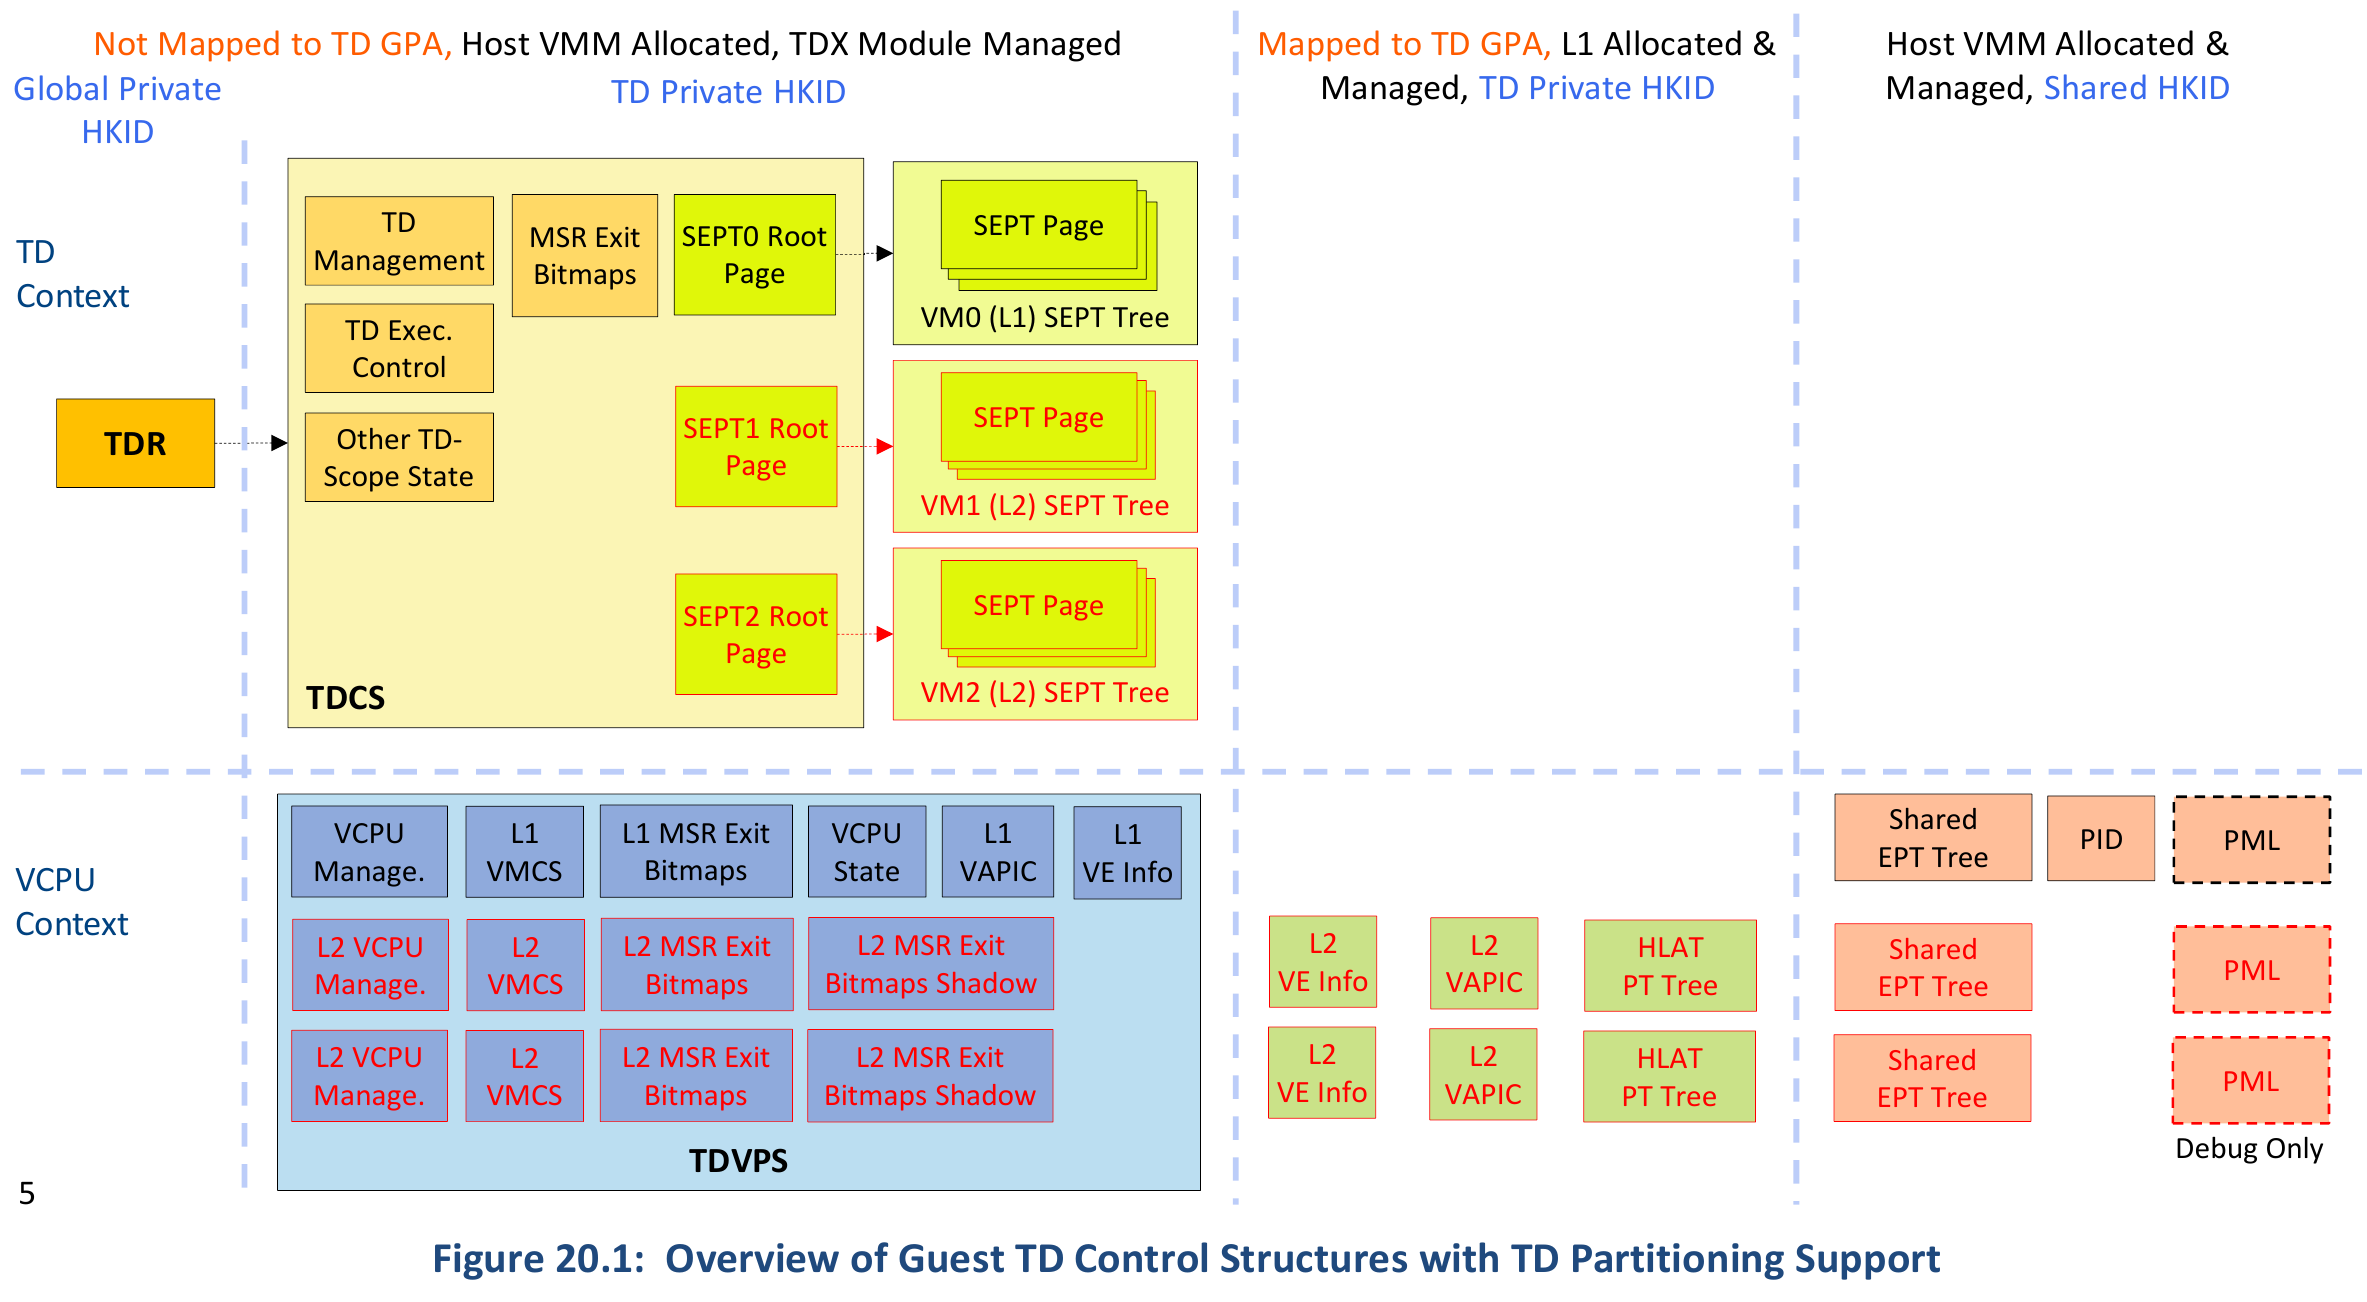 Not Mapped to TD GPA, Host VMM Allocated, TDX Module Managed
Global Private
HKID
TD Private HKID
Mapped to TD GPA, L1 Allocated &
Managed, TD Private HKID
Host VMM Allocated &
Managed, Shared HKID
TD
Context
TDR
TD
Management
TD Exec.
Control
Other TD-
Scope State
MSR Exit
Bitmaps
SEPT0 Root
Page
SEPT Page
VM0 (L1) SEPT Tree
SEPT1 Root
Page
SEPT Page
VM1 (L2) SEPT Tree
SEPT2 Root
Page
SEPT Page
VM2 (L2) SEPT Tree
TDCS
VCPU
Context
VCPU
Manage.
L1
VMCS
L1 MSR Exit
Bitmaps
VCPU
State
L1
VAPIC
L1
VE Info
Shared
EPT Tree
PID
PML
L2 VCPU
Manage.
L2
VMCS
L2 MSR Exit
Bitmaps
L2 MSR Exit
Bitmaps Shadow
L2
VE Info
L2
VAPIC
HLAT
PT Tree
Shared
EPT Tree
PML
L2 VCPU
Manage.
L2
VMCS
L2 MSR Exit
Bitmaps
L2 MSR Exit
Bitmaps Shadow
L2
VE Info
L2
VAPIC
HLAT
PT Tree
Shared
EPT Tree
PML
Debug Only
TDVPS
5
Figure 20.1: Overview of Guest TD Control Structures with TD Partitioning Support